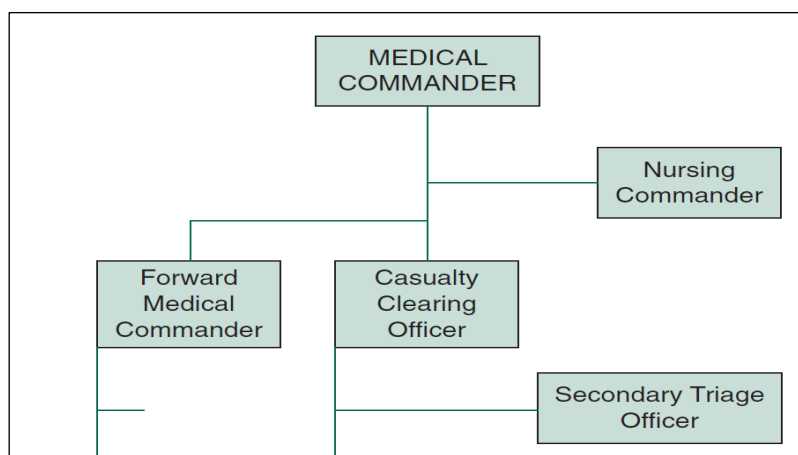 MEDICAL
COMMANDER
Nursing
Commander
Forward
Medical
Commander
Casualty
Clearing
Officer
Secondary Triage
Officer